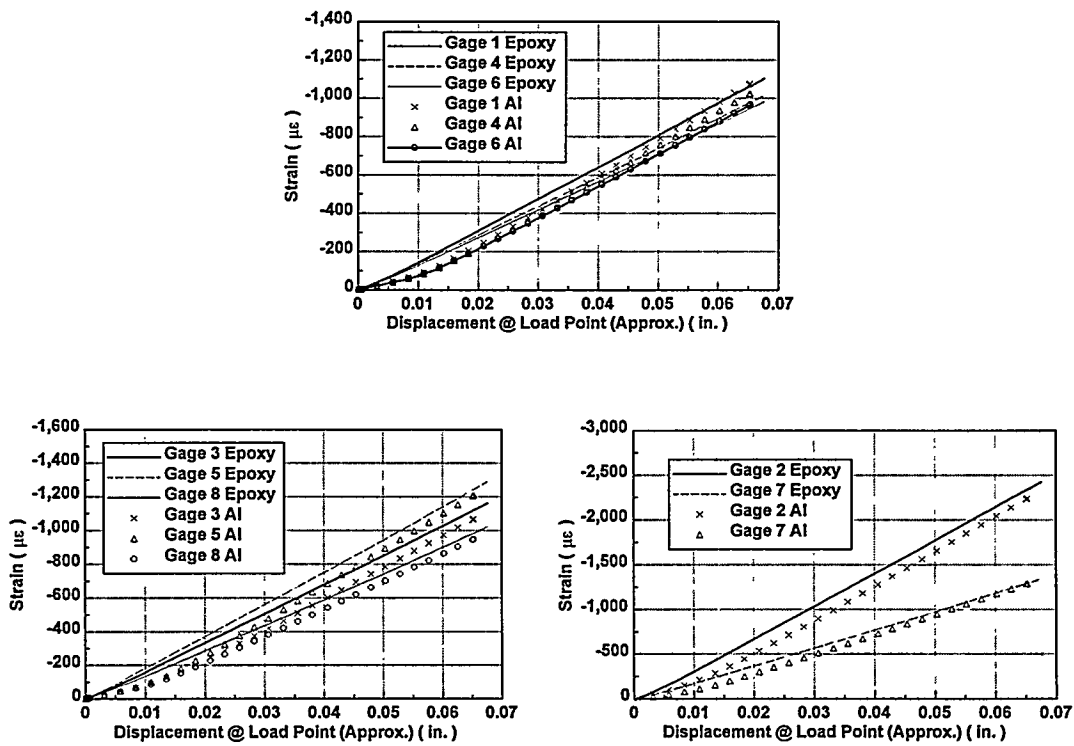 -1,400
-1,200
-1,000
-800
-600
-400
-200
0
Strain ( µε )
Gage 1 Epoxy
Gage 4 Epoxy
Gage 6 Epoxy
Gage 1 Al
Gage 4 Al
Gage 6 Al
0 0.01 0.02 0.03 0.04 0.05 0.06 0.07
Displacement @ Load Point (Approx.) ( in. )
-1,600
-1,400
-1,200
-1,000
-800
-600
-400
-200
0
Strain ( µε )
Gage 3 Epoxy
Gage 5 Epoxy
Gage 8 Epoxy
Gage 3 Al
Gage 5 Al
Gage 8 Al
0 0.01 0.02 0.03 0.04 0.05 0.06 0.07
Displacement @ Load Point (Approx.) ( in. )
-3,000
-2,500
-2,000
-1,500
-1,000
-500
0
Strain ( µε )
Gage 2 Epoxy
Gage 7 Epoxy
Gage 2 Al
Gage 7 Al
0 0.01 0.02 0.03 0.04 0.05 0.06 0.07
Displacement @ Load Point (Approx.) ( in. )